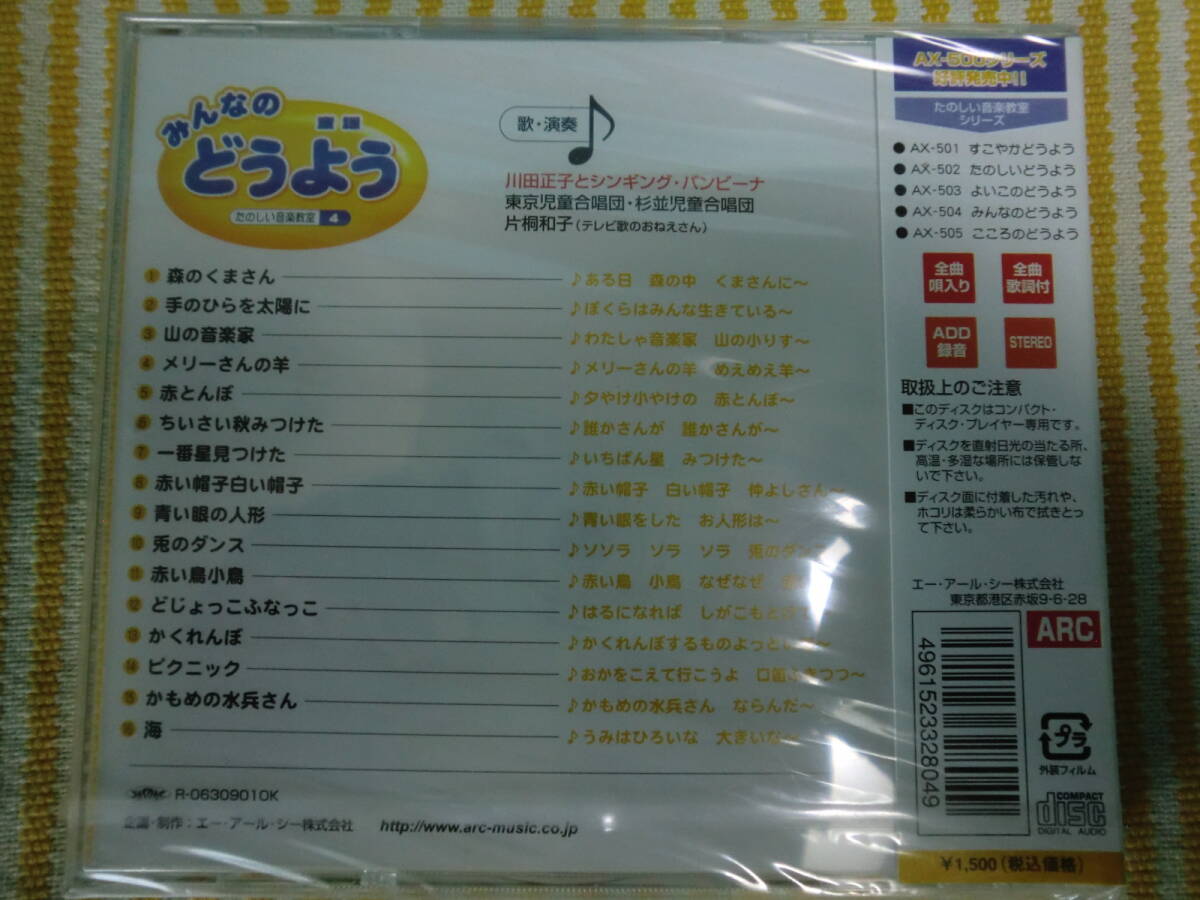 みんなの
童謡
どうよう
たのしい音楽教室 4
歌・演奏
川田正子とシンギング・バンビーナ
東京児童合唱団・杉並児童合唱団
片桐和子(テレビ歌のおねえさん)
1 森のくまさん ♪ある日 森の中 くまさんに〜
2 手のひらを太陽に ♪ぼくらはみんな生きている〜
3 山の音楽家 ♪わたしゃ音楽家 山の小りす〜
4 メリーさんの羊 ♪メリーさんの羊 めえめえ羊〜
5 赤とんぼ ♪夕やけ小やけの 赤とんぼ〜
6 ちいさい秋みつけた ♪誰かさんが 誰かさんが〜
7 一番星見つけた ♪いちばん星 みつけた〜
8 赤い帽子白い帽子 ♪赤い帽子 白い帽子 仲よしさん〜
9 青い眼の人形 ♪青い眼をした お人形は〜
10 兎のダンス ♪ソソラ ソラ ソラ 兎のダンス
11 赤い鳥小鳥 ♪赤い鳥 小鳥 なぜなぜ
12 どじょっこふなっこ ♪はるになれば しがこもと
13 かくれんぼ ♪かくれんぼするものよっといで〜
14 ピクニック ♪おかをこえて行こうよ 口笛ふきつつ〜
15 かもめの水兵さん ♪かもめの水兵さん ならんだ〜
16 海 ♪うみはひろいな 大きいな〜
R-0630901OK
企画・制作:エー・アール・シー株式会社 http://www.arc-music.co.jp
AX-500シリーズ
好評発売中!!
たのしい音楽教室
シリーズ
● AX-501 すこやかどうよう
● AX-502 たのしいどうよう
● AX-503 よいこのどうよう
● AX-504 みんなのどうよう
● AX-505 こころのどうよう
全曲
唄入り
全曲
歌詞付
ADD
録音
STEREO
取扱上のご注意
■このディスクはコンパクト・
ディスク・プレイヤー専用です。
■ディスクを直射日光の当たる所、
高温・多湿な場所には保管しな
いで下さい。
■ディスク面に付着した汚れや、
ホコリは柔らかい布で拭きとっ
て下さい。
エー・アール・シー株式会社
東京都港区赤坂9-6-28
ARC
4961523328049
プラ
外装フィルム
COMPACT
disc
DIGITAL AUDIO
¥1,500(税込価格)